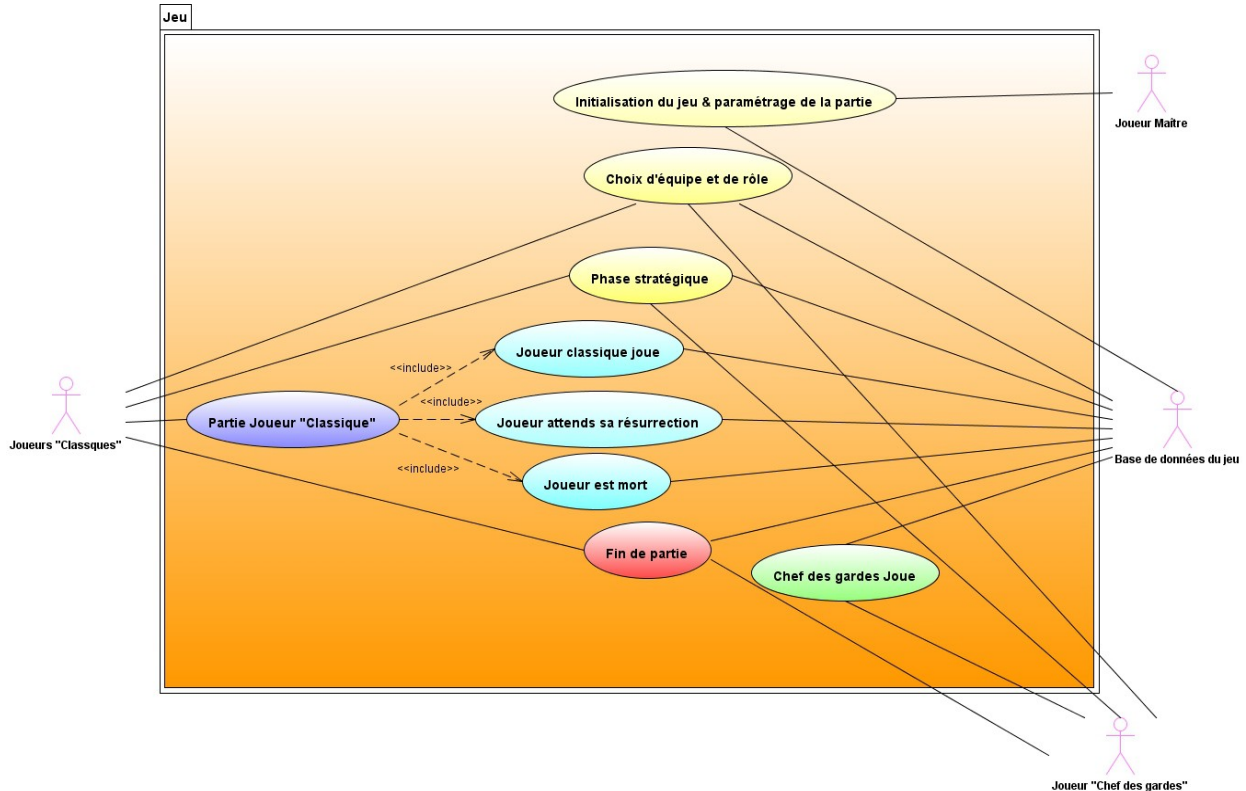 Jeu
Initialisation du jeu & paramétrage de la partie
Joueur Maître
Choix d'équipe et de rôle
Phase stratégique
Joueur classique joue
<<include>>
<<include>>
Partie Joueur "Classique"
Joueur attends sa résurrection
Joueurs "Classques"
Base de données du jeu
<<include>>
Joueur est mort
Fin de partie
Chef des gardes Joue
Joueur "Chef des gardes"